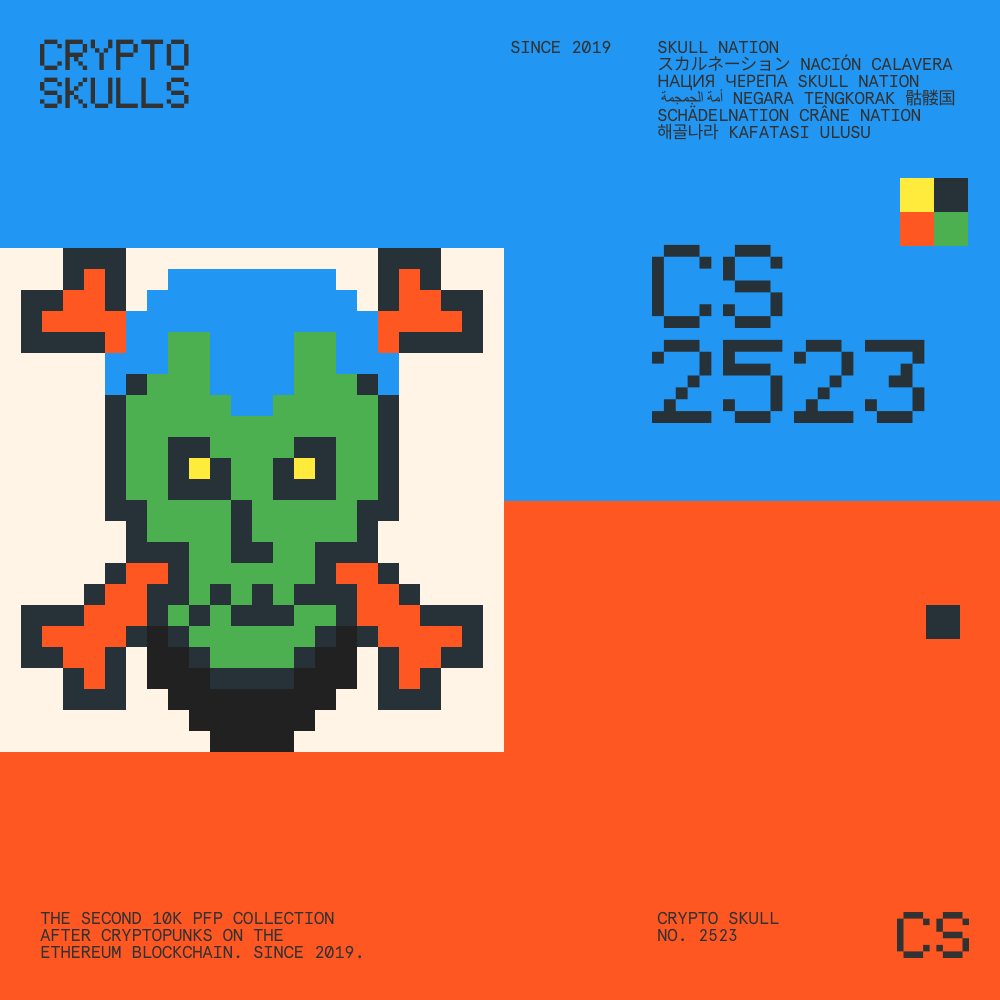 CRYPTO
SKULLS
SINCE 2019
SKULL NATION
スカルネーション NACIÓN CALAVERA
НАЦИЯ ЧЕРЕПА SKULL NATION
أمة الجمجمة NEGARA TENGKORAK 骷髅国
SCHÄDELNATION CRÂNE NATION
해골나라 KAFATASI ULUSU
CS
2523
THE SECOND 10K PFP COLLECTION
AFTER CRYPTOPUNKS ON THE
ETHEREUM BLOCKCHAIN. SINCE 2019.
CRYPTO SKULL
NO. 2523
CS